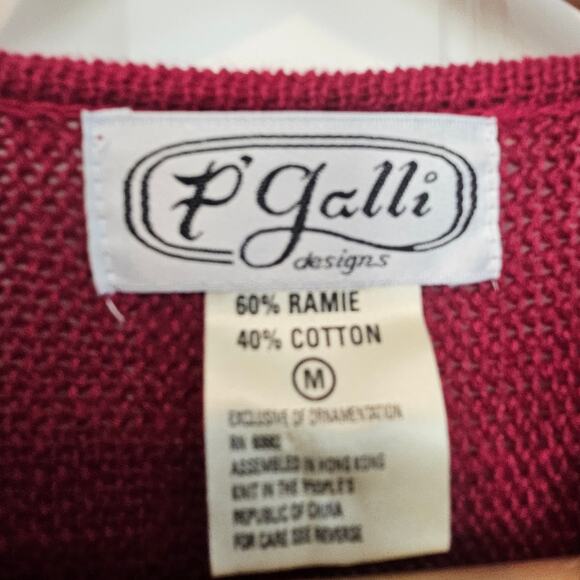 P'galli
designs
60% RAMIE
40% COTTON
M
EXCLUSIVE OF ORNAMENTATION
RN
ASSEMBLED IN HONG KONG
KNIT IN THE PEOPLE'S
REPUBLIC OF CHINA
FOR CARE SEE REVERSE